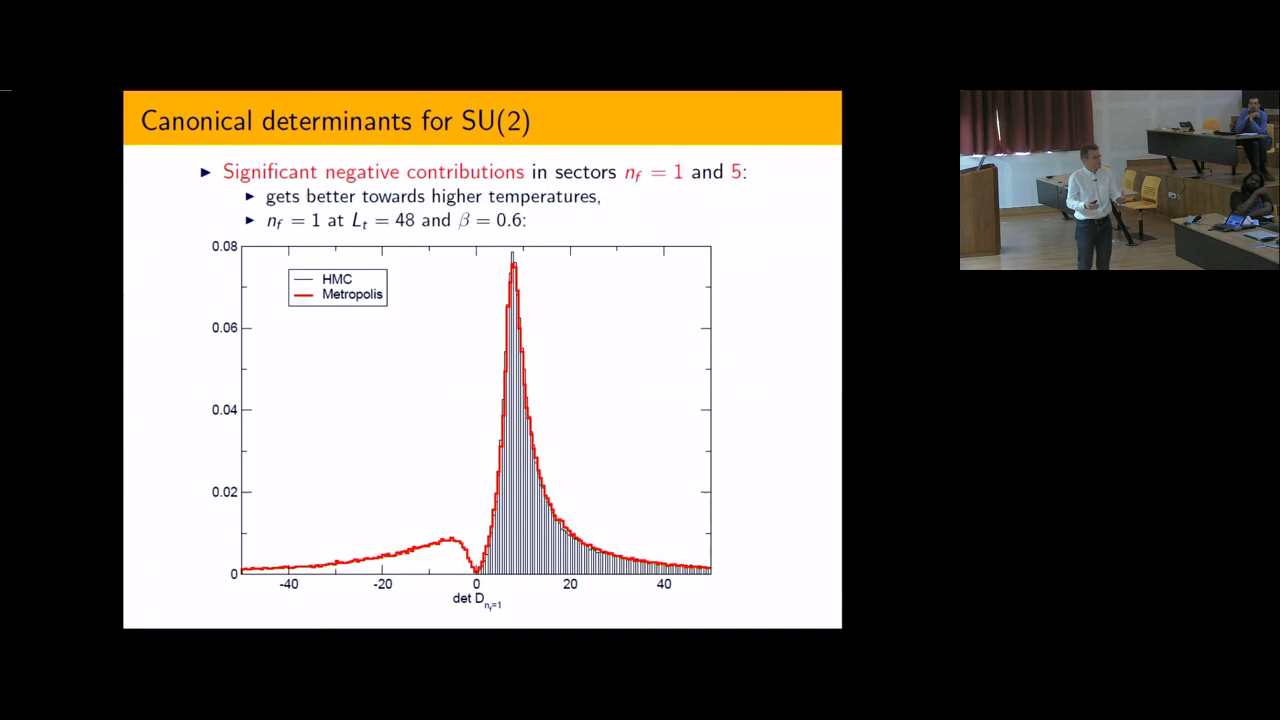 Canonical determinants for SU(2)
▶ Significant negative contributions in sectors n_f = 1 and 5:
▶ gets better towards higher temperatures,
▶ n_f = 1 at L_t = 48 and β = 0.6:
0.08
HMC
Metropolis
0.06
0.04
0.02
0
-40 -20 0 20 40
det D_{n_f=1}